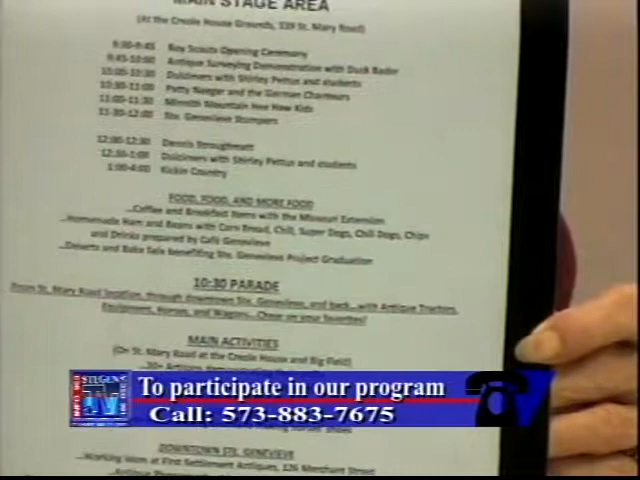 MAIN STAGE AREA
(At the Creole House Grounds, 339 St. Mary Road)
9:30-9:45 Boy Scouts Opening Ceremony
9:45-10:00 Antique Surveying Demonstration with Duck Bader
10:00-10:30 Dulcimers with Shirley Pettus and students
10:30-11:00 Patty Naeger and the German Chanteurs
11:00-11:30 Mountain Hee Haw Kids
11:30-12:00 Ste. Genevieve Stompers
12:00-12:30 Dennis Stroughmatt
12:30-1:00 Dulcimers with Shirley Pettus and students
1:00-4:00 Kickin Country
FOOD, FOOD, AND MORE FOOD
...Coffee and Breakfast Items with the Missouri Extension
...Homemade Ham and Beans with Corn Bread, Chili, Super Dogs, Chili Dogs, Chips
and Drinks prepared by Café Genevieve
...Deserts and Bake Sale benefiting Ste. Genevieve Project Graduation
10:30 PARADE
From St. Mary Road location, through downtown Ste. Genevieve, and back...with Antique Tractors,
Equipment, Horses, and Wagons...Cheer on your favorites!
MAIN ACTIVITIES
(On St. Mary Road at the Creole House and Big Field)
STEGENA
TV
To participate in our program
Call: 573-883-7675
DOWNTOWN STE. GENEVIEVE
...Working loom at First Settlement Antiques, 126 Merchant Street